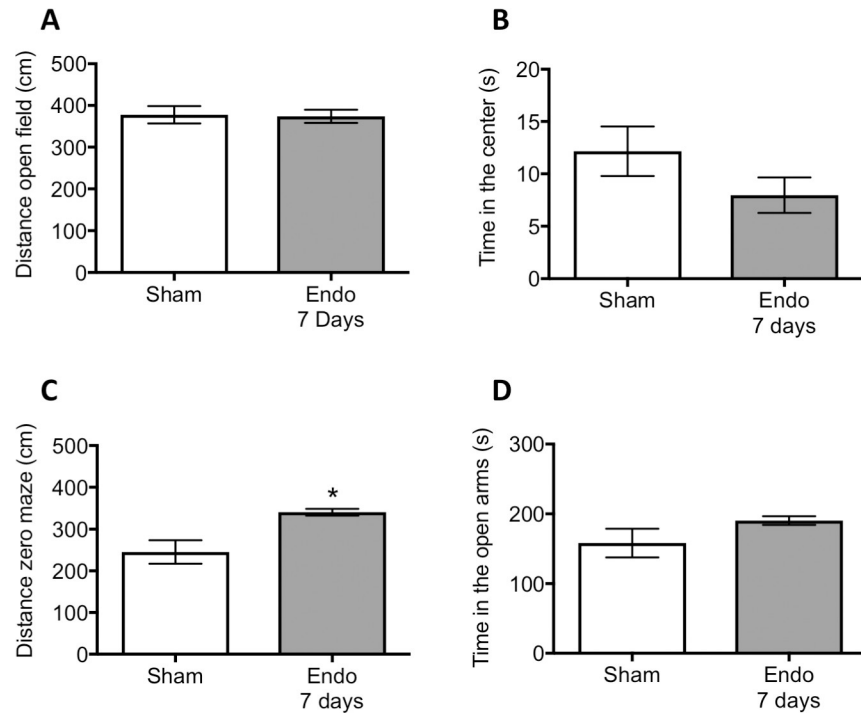 A
Distance open field (cm)
500
400
300
200
100
0
Sham
Endo
7 Days
B
Time in the center (s)
20
15
10
5
0
Sham
Endo
7 days
C
Distance zero maze (cm)
500
400
300
200
100
0
*
Sham
Endo
7 days
D
Time in the open arms (s)
300
200
100
0
Sham
Endo
7 days